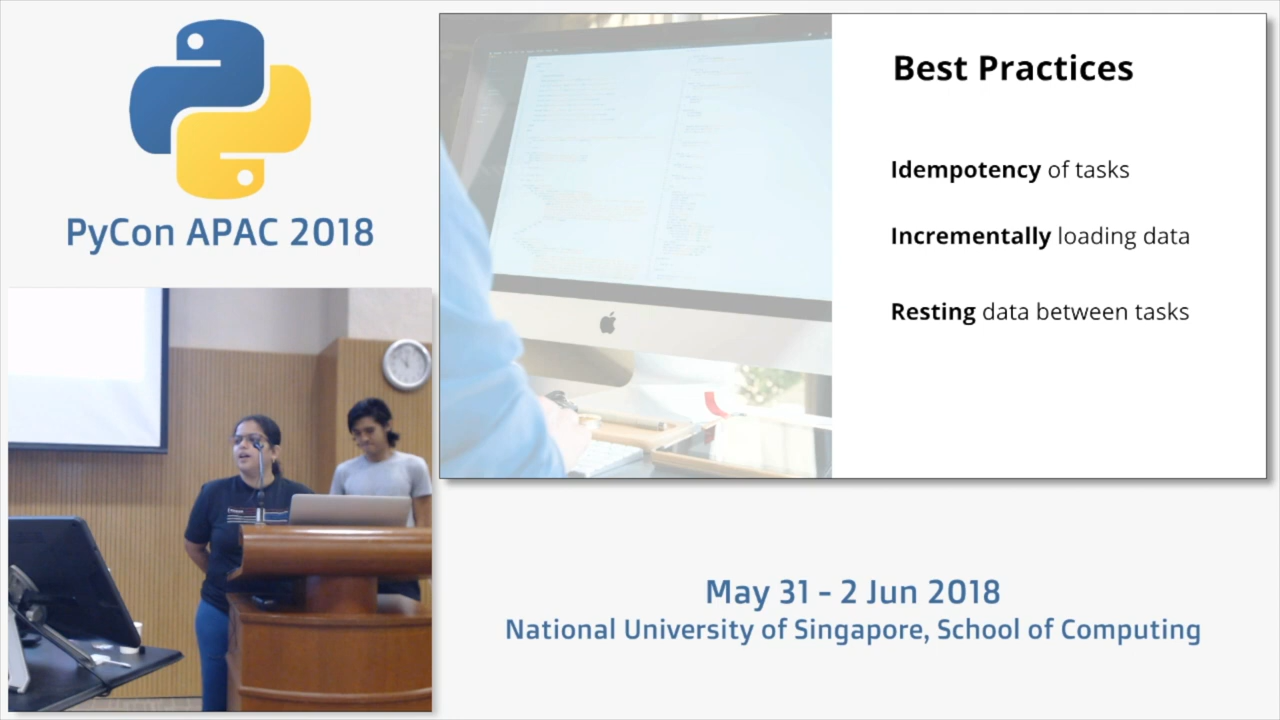 PyCon APAC 2018
Best Practices
Idempotency of tasks
Incrementally loading data
Resting data between tasks
May 31 - 2 Jun 2018
National University of Singapore, School of Computing